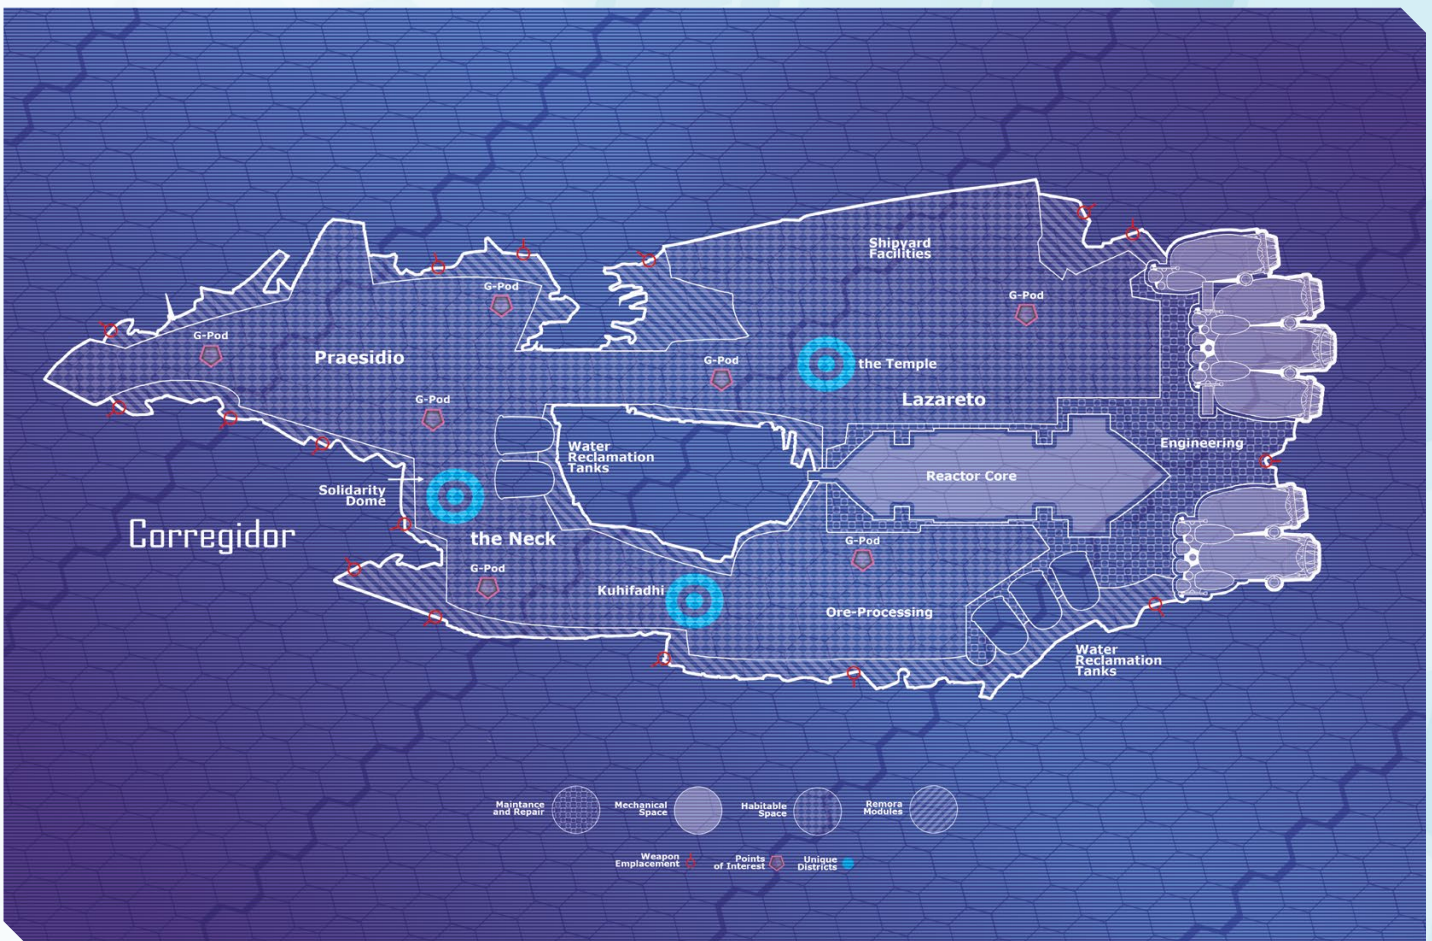 Shipyard
Facilities
G-Pod
G-Pod
G-Pod
Praesidio
G-Pod
the Temple
G-Pod
Lazareto
Water
Reclamation
Tanks
Engineering
Reactor Core
Solidarity
Dome
Corregidor
the Neck
G-Pod
G-Pod
Kuhifadhi
Ore-Processing
Water
Reclamation
Tanks
Maintance
and Repair
Mechanical
Space
Habitable
Space
Remora
Modules
Weapon
Emplacement
Points
of Interest
Unique
Districts